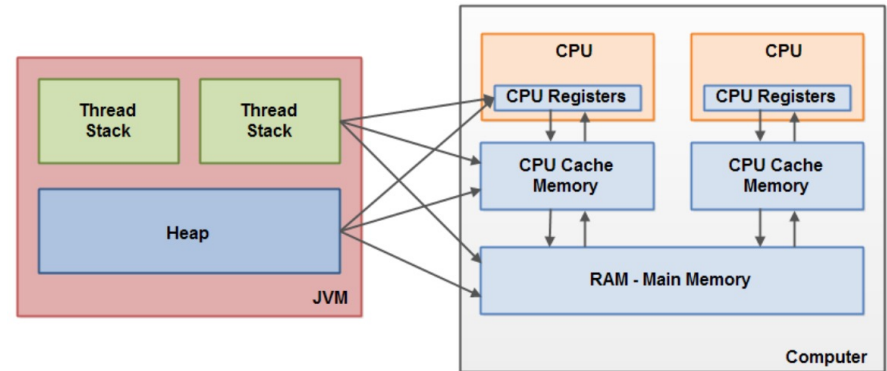 Thread
Stack
Thread
Stack
Heap
JVM
CPU
CPU Registers
CPU Cache
Memory
CPU
CPU Registers
CPU Cache
Memory
RAM - Main Memory
Computer